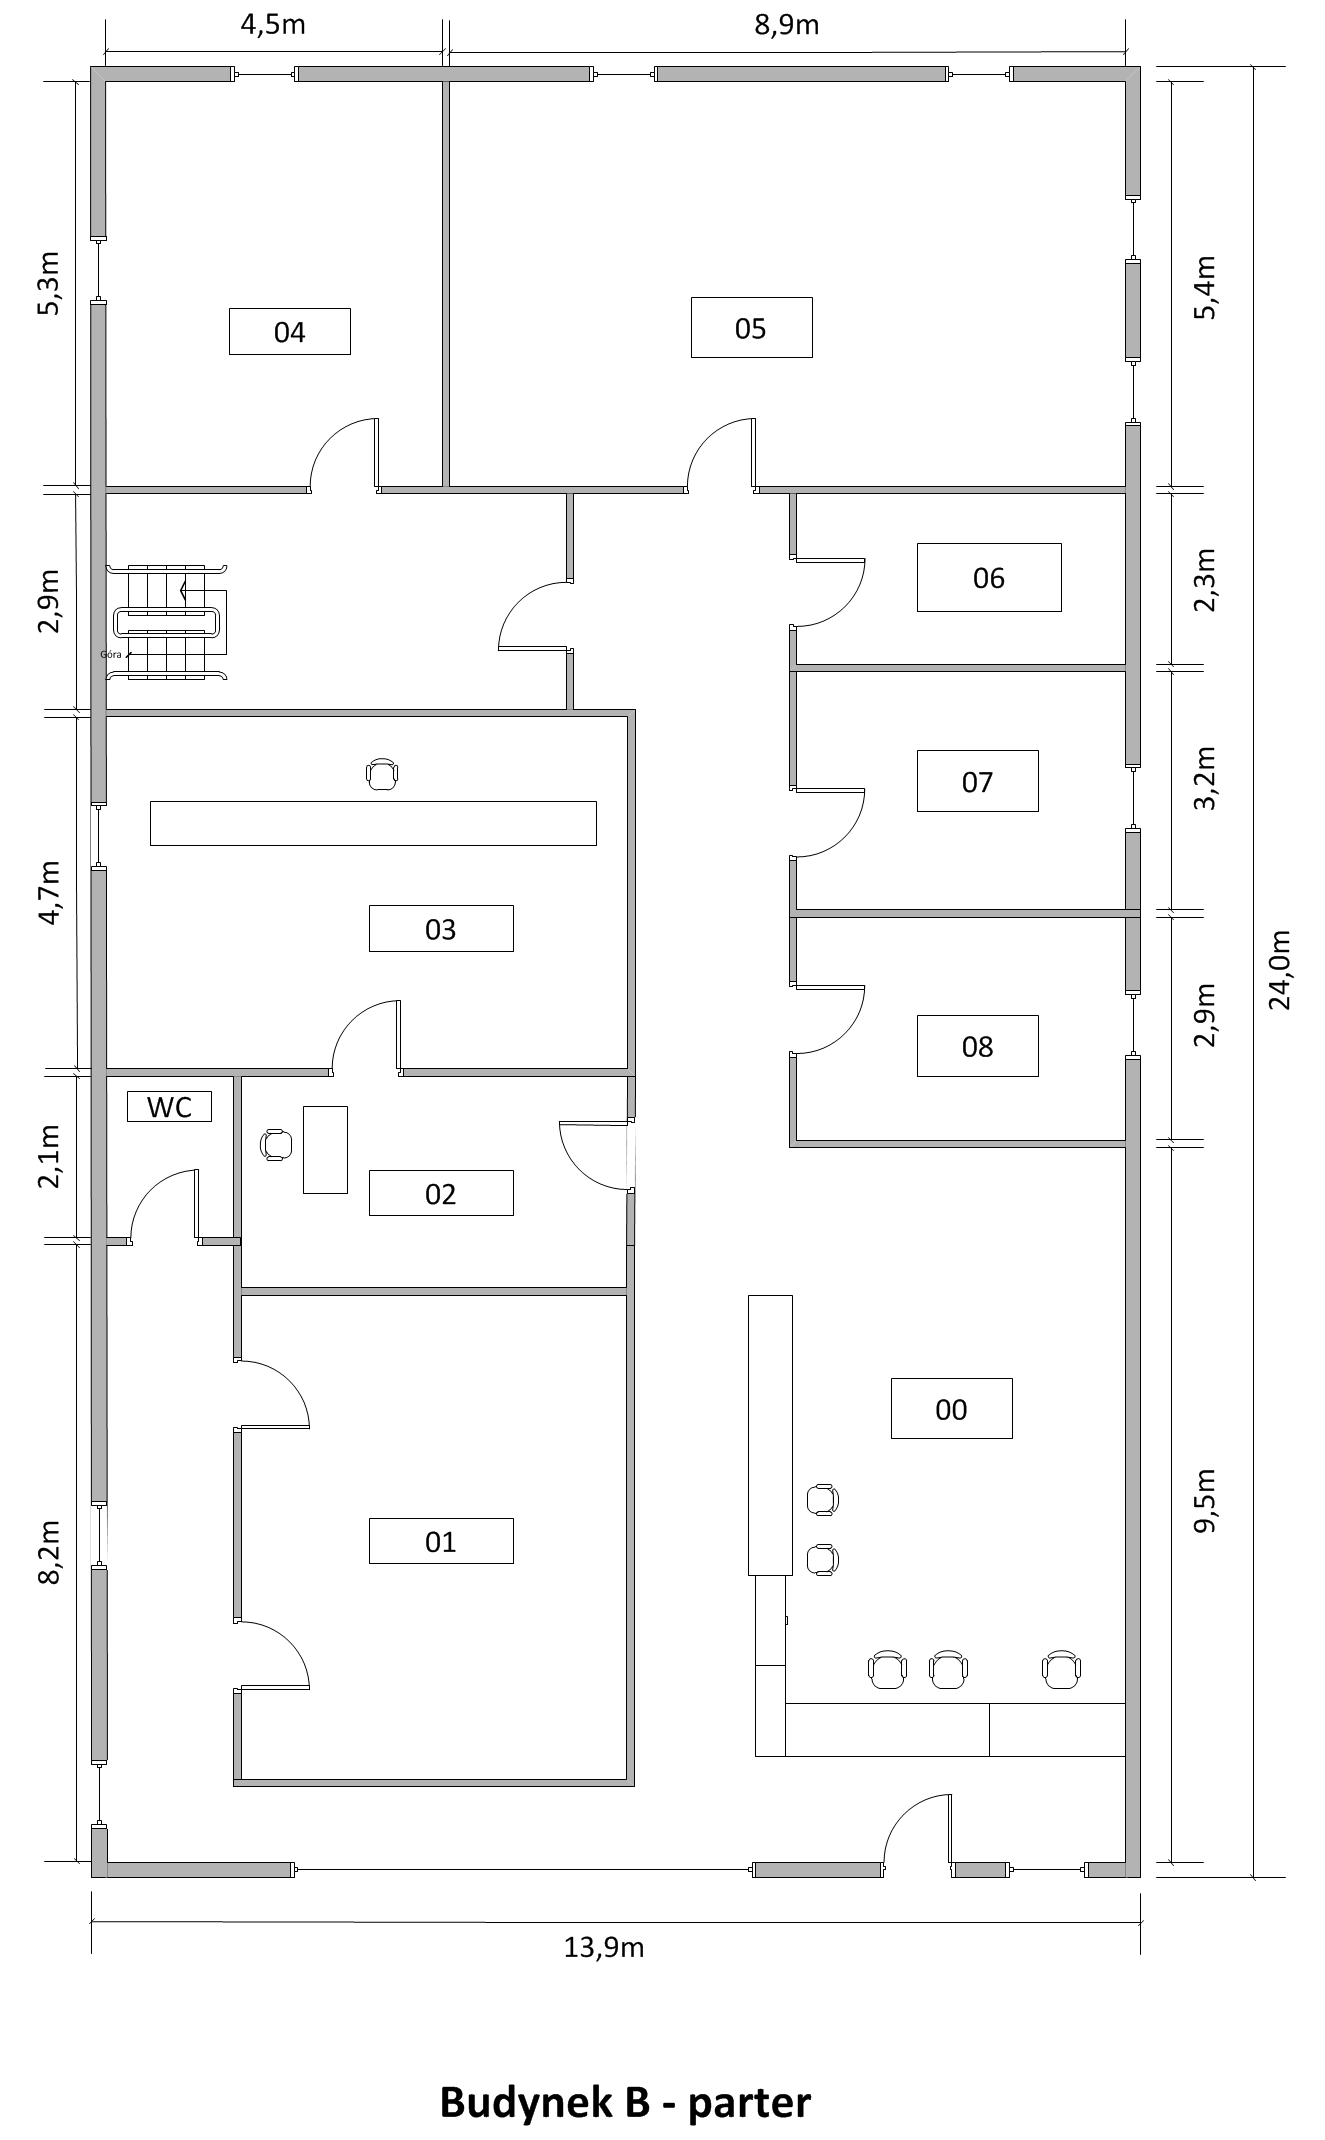 4,5m
8,9m
5,3m
5,4m
04
05
2,9m
2,3m
06
Góra
3,2m
07
4,7m
03
24,0m
2,9m
08
WC
2,1m
02
00
9,5m
8,2m
01
13,9m
Budynek B - parter